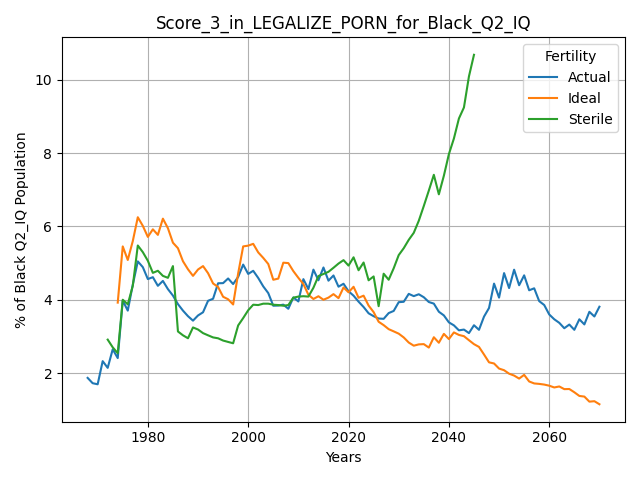 Score_3_in_LEGALIZE_PORN_for_Black_Q2_IQ
% of Black Q2_IQ Population
10
8
6
4
2
Fertility
Actual
Ideal
Sterile
1980
2000
2020
2040
2060
Years